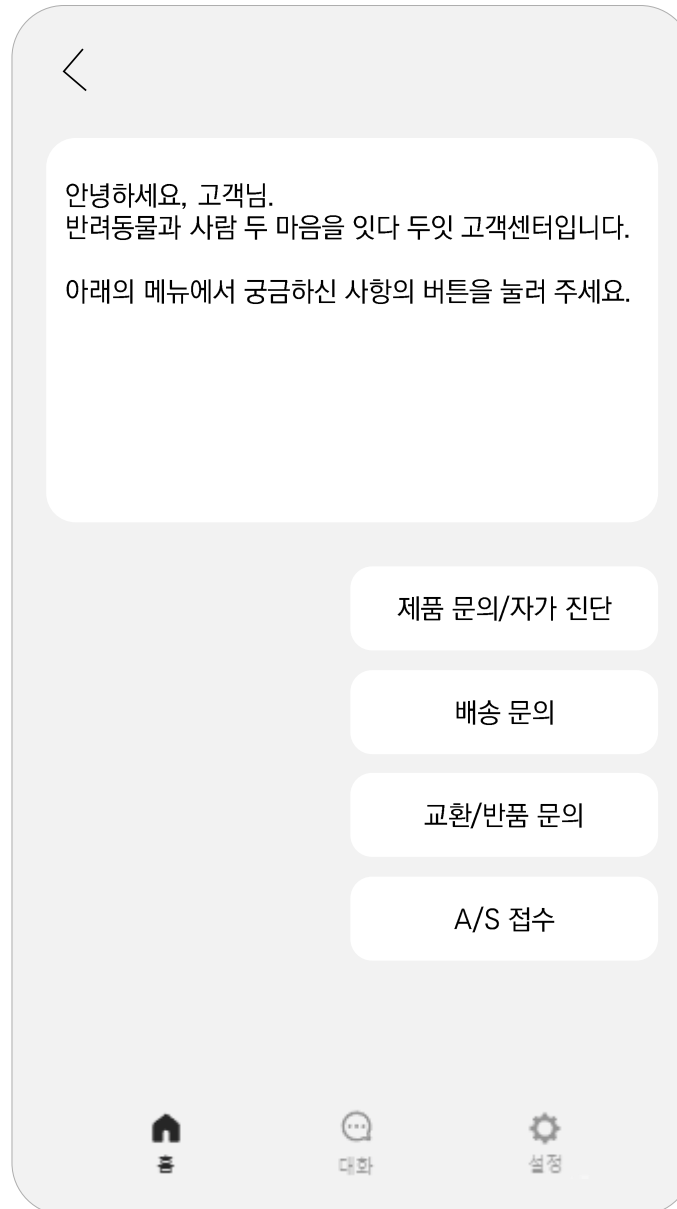 안녕하세요, 고객님.
반려동물과 사람 두 마음을 잇다 두잇 고객센터입니다.
아래의 메뉴에서 궁금하신 사항의 버튼을 눌러 주세요.
제품 문의/자가 진단
배송 문의
교환/반품 문의
A/S 접수
홈
대화
설정